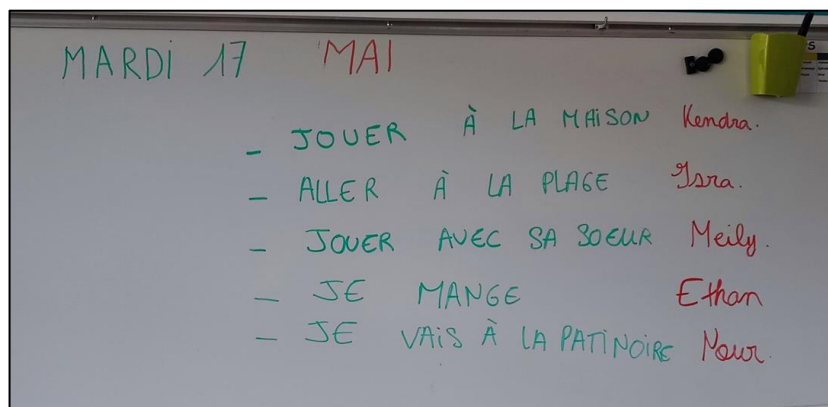 MARDI 17 MAI
- JOUER À LA MAISON Kendra.
- ALLER À LA PLAGE Isra.
- JOUER AVEC SA SOEUR Meily.
- JE MANGE Ethan
- JE VAIS À LA PATINOIRE Nour.